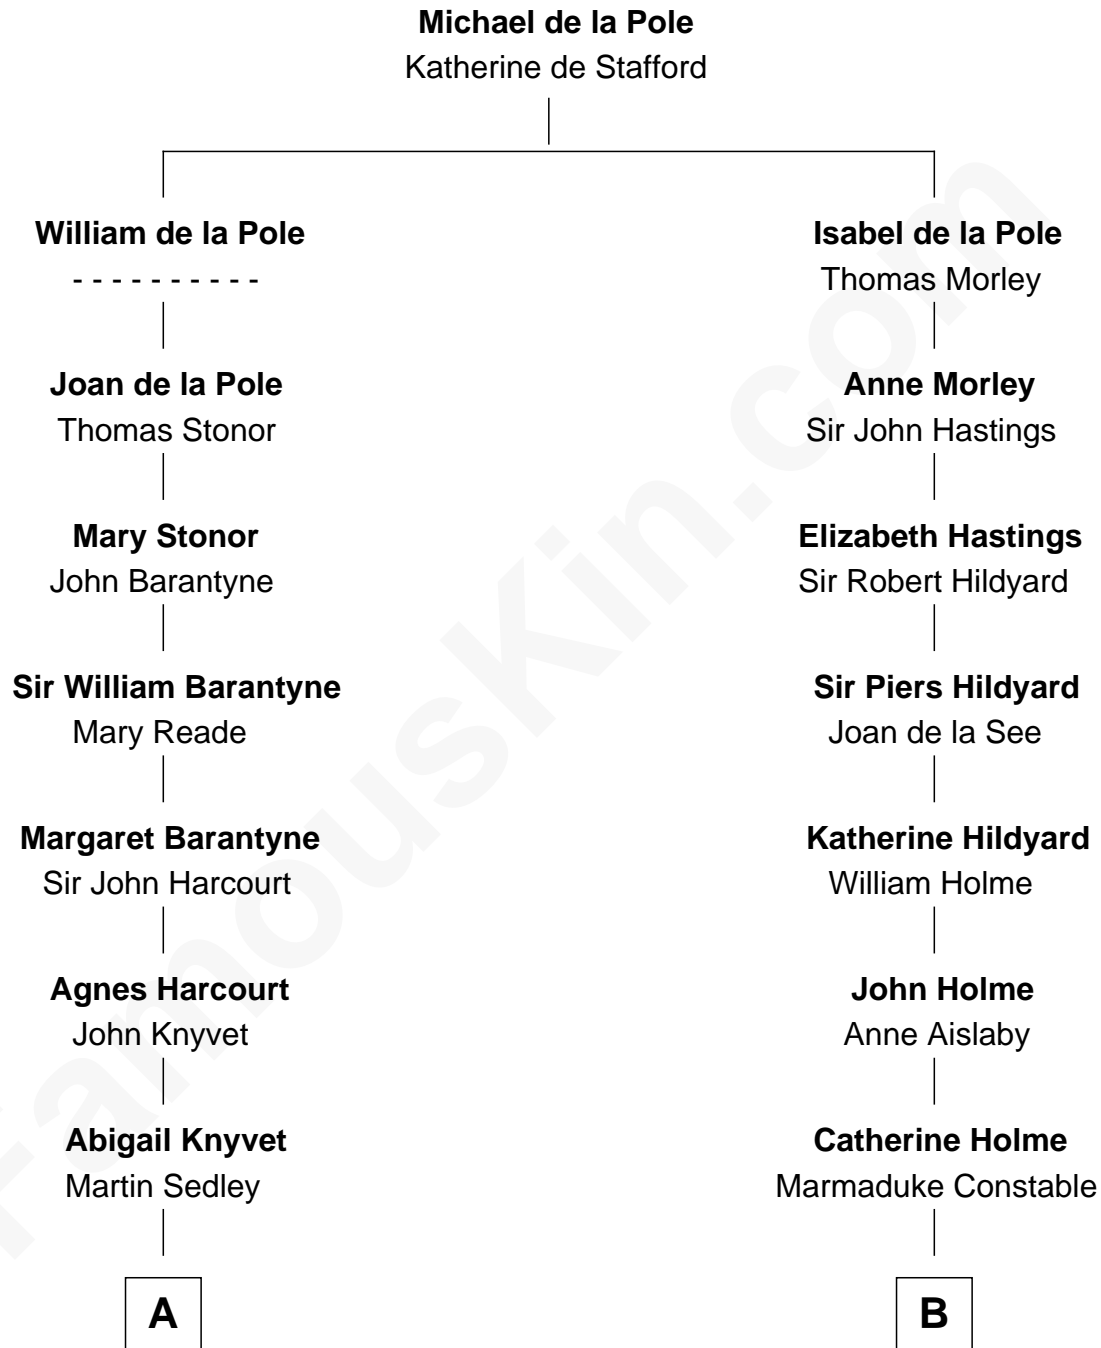 Michael de la Pole
Katherine de Stafford
William de la Pole
- - - - - - - - - -
Joan de la Pole
Thomas Stonor
Mary Stonor
John Barantyne
Sir William Barantyne
Mary Reade
Margaret Barantyne
Sir John Harcourt
Agnes Harcourt
John Knyvet
Abigail Knyvet
Martin Sedley
A
Isabel de la Pole
Thomas Morley
Anne Morley
Sir John Hastings
Elizabeth Hastings
Sir Robert Hildyard
Sir Piers Hildyard
Joan de la See
Katherine Hildyard
William Holme
John Holme
Anne Aislaby
Catherine Holme
Marmaduke Constable
B
FamousKin.com